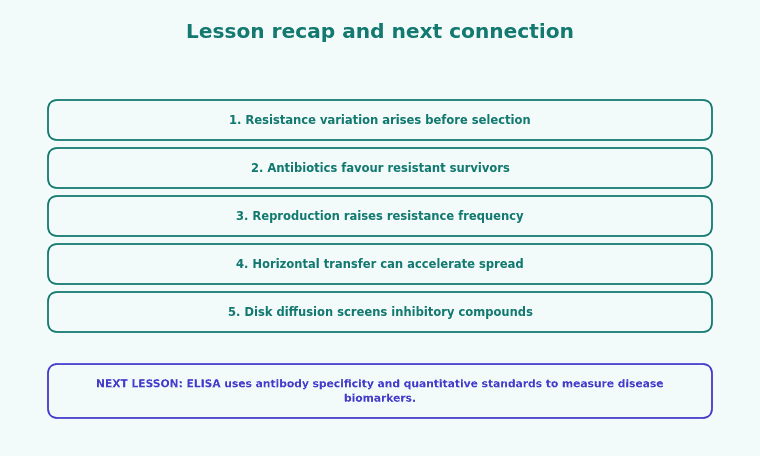 Lesson recap and next connection
1. Resistance variation arises before selection
2. Antibiotics favour resistant survivors
3. Reproduction raises resistance frequency
4. Horizontal transfer can accelerate spread
5. Disk diffusion screens inhibitory compounds
NEXT LESSON: ELISA uses antibody specificity and quantitative standards to measure disease
biomarkers.